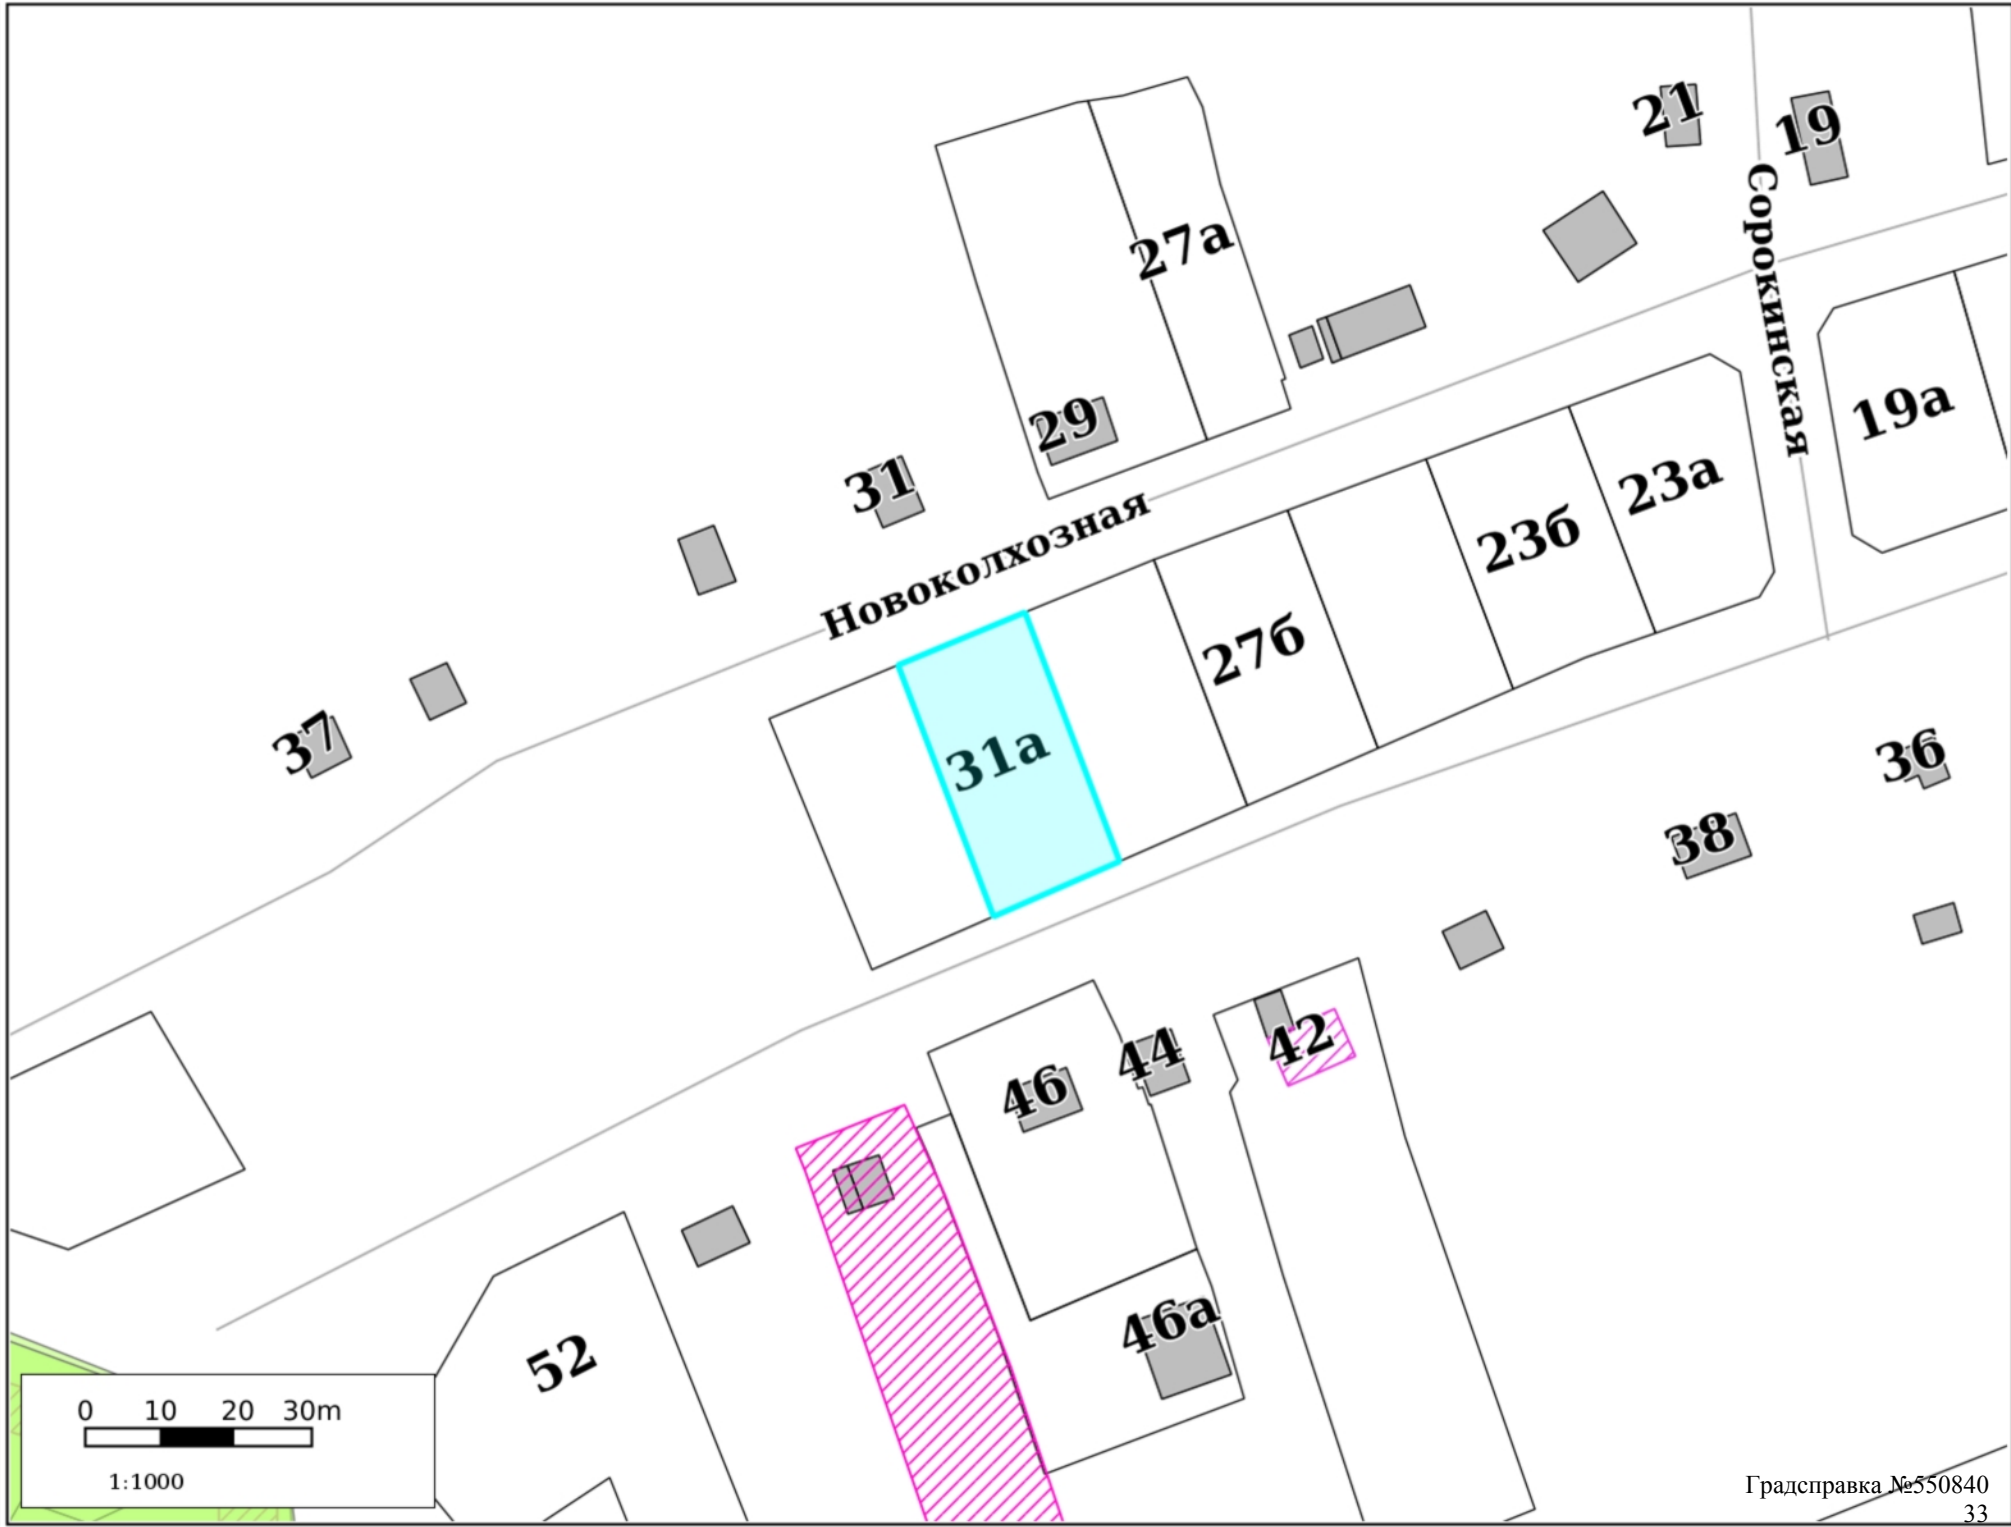 21
19
Сорокинская
27а
19а
29
31
23а
23б
Новоколхозная
27б
37
31а
36
38
42
44
46
46а
52
0 10 20 30m
1:1000
Градсправка №550840
33